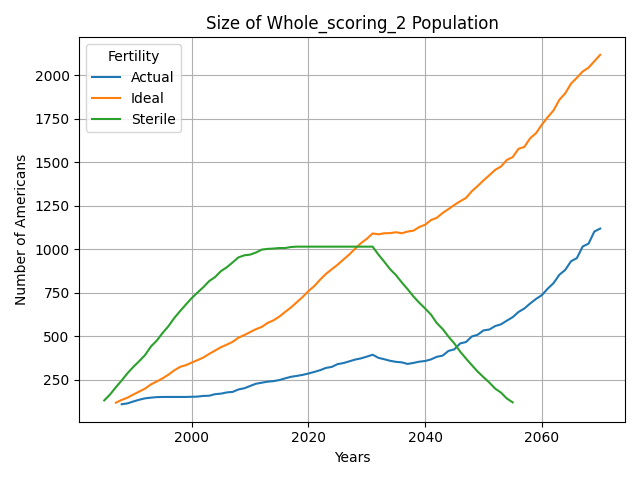 Size of Whole_scoring_2 Population
Fertility
Actual
Ideal
Sterile
Number of Americans
2000
1750
1500
1250
1000
750
500
250
2000 2020 2040 2060
Years